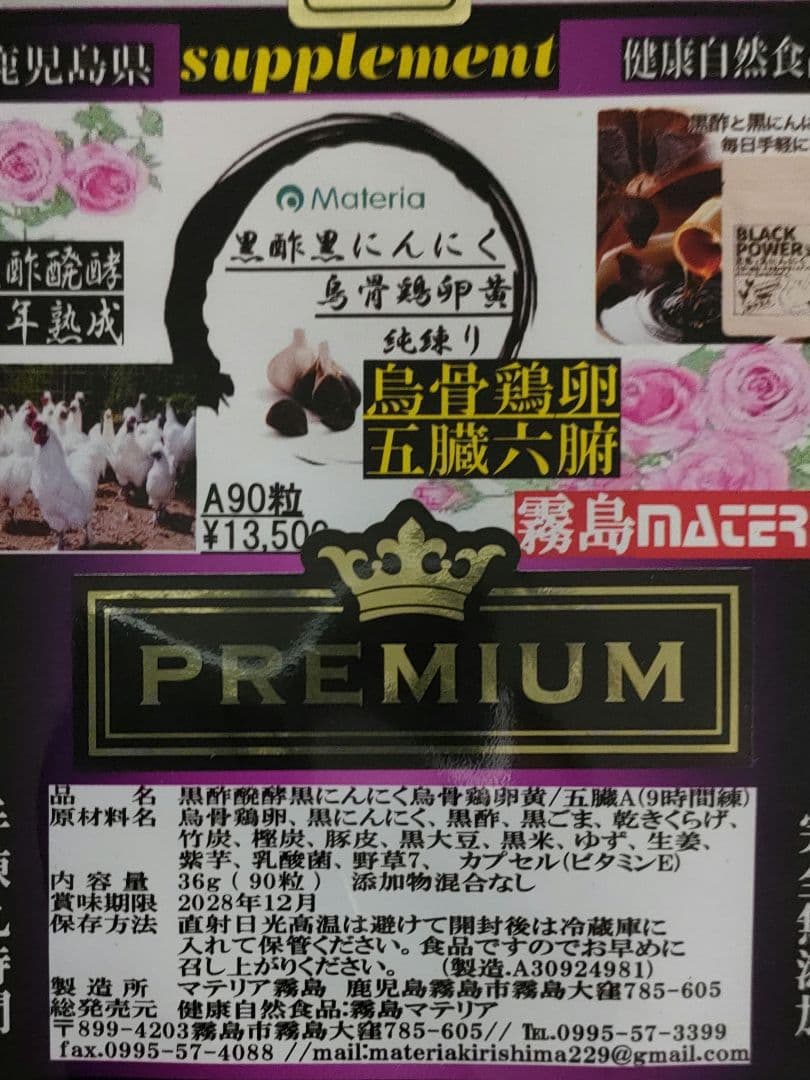 鹿児島県
supplement
健康自然食品
Materia
黒酢黒にんにく
烏骨鶏卵黄
純練り
黒酢と黒にんに
毎日手軽に
BLACK
POWER
酢醗酵
年熟成
烏骨鶏卵
五臓六腑
A90粒
¥13,500
霧島MATER
PREMIUM
品名 黒酢醗酵黒にんにく烏骨鶏卵黄/五臓A(9時間練)
原材料名 烏骨鶏卵、黒にんにく、黒酢、黒ごま、乾きくらげ、
竹炭、樫炭、豚皮、黒大豆、黒米、ゆず、生姜、
紫芋、乳酸菌、野草7、 カプセル(ビタミンE)
内容量 36g(90粒) 添加物混合なし
賞味期限 2028年12月
保存方法 直射日光高温は避けて開封後は冷蔵庫に
入れて保管ください。食品ですのでお早めに
召し上がりください。 (製造.A30924981)
製造所 マテリア霧島 鹿児島霧島市霧島大窪785-605
総発売元 健康自然食品:霧島マテリア
〒899-4203霧島市霧島大窪785-605// ℡.0995-57-3399
fax.0995-57-4088 //mail:materiakirishima229@gmail.com